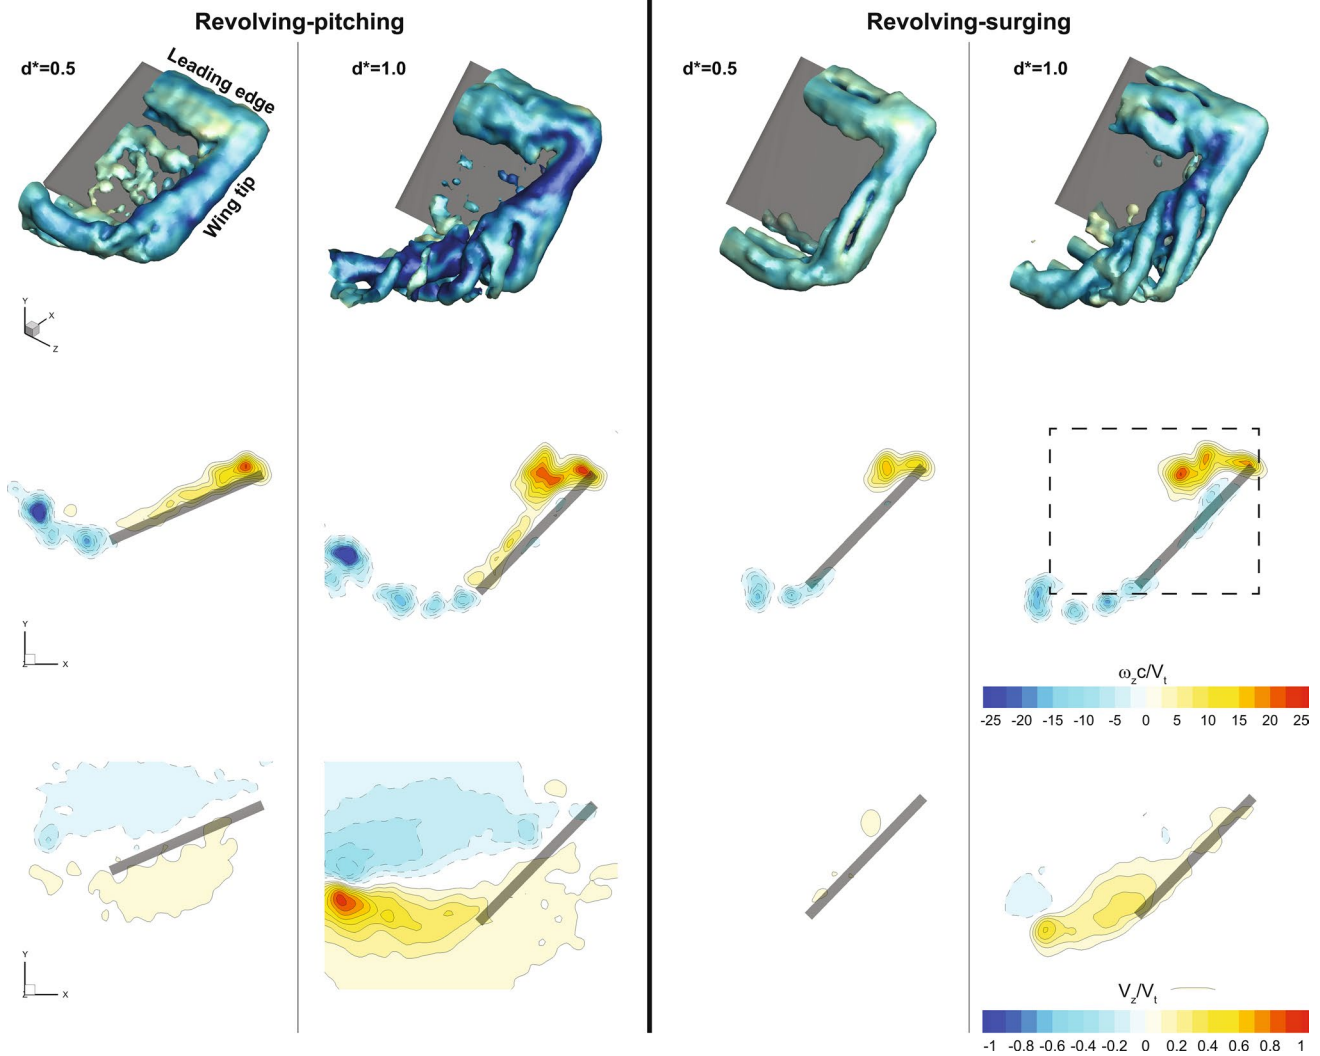 Revolving-pitching
Revolving-surging
d*=0.5
d*=1.0
d*=0.5
d*=1.0
Leading edge
Wing tip
Y
X
Z
Y
Z
X
ω_z c/V_t
-25 -20 -15 -10 -5 0 5 10 15 20 25
Y
Z
X
V_z/V_t
-1 -0.8 -0.6 -0.4 -0.2 0 0.2 0.4 0.6 0.8 1